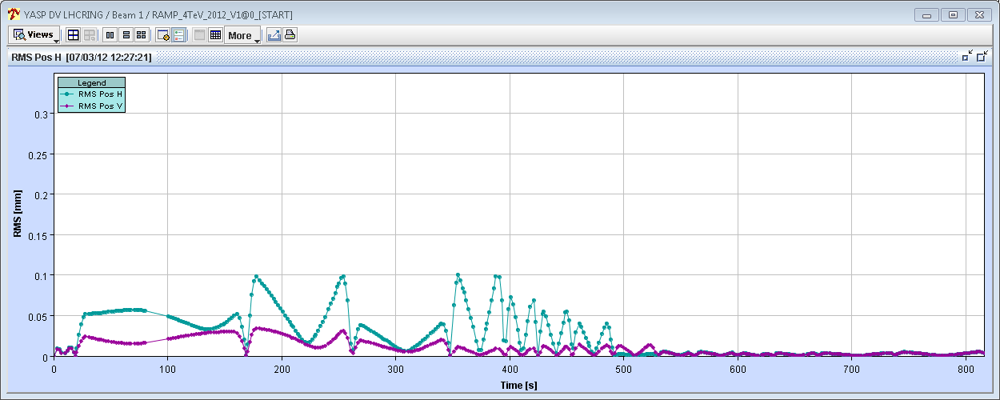 YASP DV LHCRING / Beam 1 / RAMP_4TeV_2012_V1@0_[START]
Views
More
RMS Pos H [07/03/12 12:27:21]
Legend
RMS Pos H
RMS Pos V
0.3
0.25
0.2
0.15
0.1
0.05
0
RMS [mm]
0 100 200 300 400 500 600 700 800
Time [s]